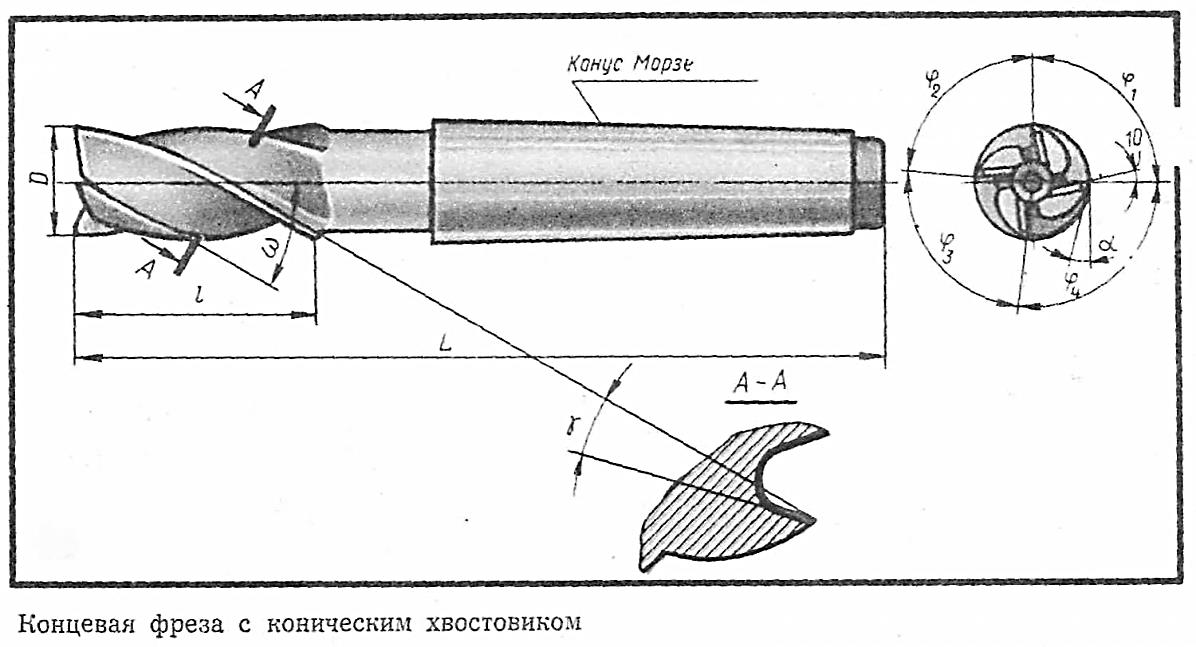 Конус Морзе
A
A
D
ω
l
L
γ
A-A
φ2
φ1
10
φ3
φ4
α
Концевая фреза с коническим хвостовиком